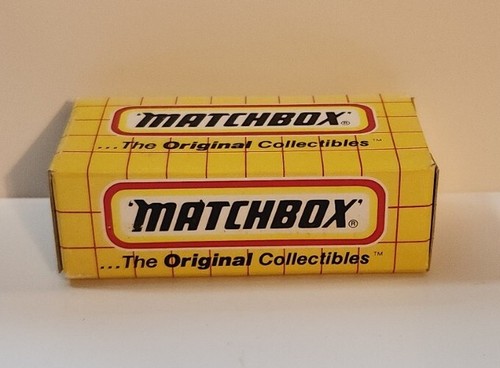 "MATCHBOX"®
...The Original Collectibles™
"MATCHBOX"®
...The Original Collectibles™